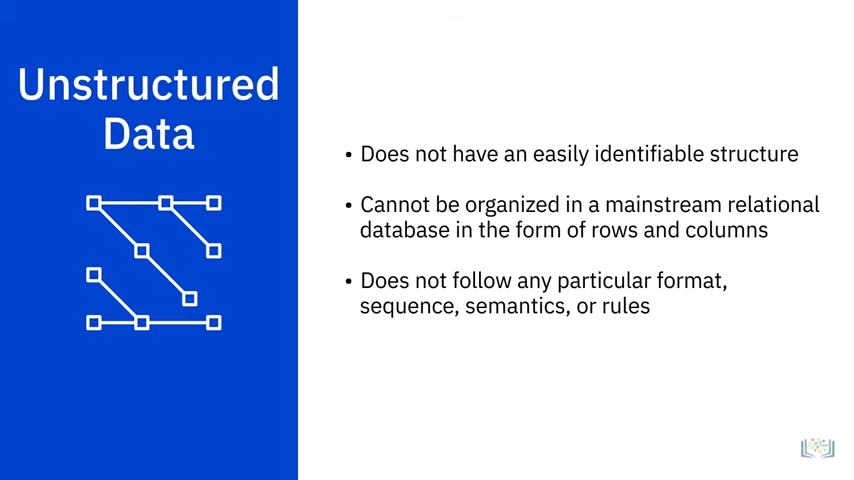 Unstructured
Data
• Does not have an easily identifiable structure
• Cannot be organized in a mainstream relational
database in the form of rows and columns
• Does not follow any particular format,
sequence, semantics, or rules